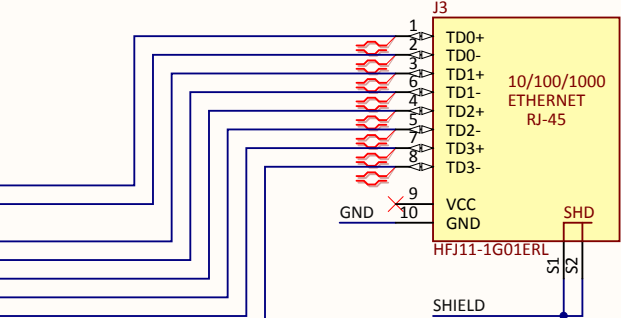 J3
1 TD0+
2 TD0-
3 TD1+
6 TD1-
4 TD2+
5 TD2-
7 TD3+
8 TD3-
10/100/1000
ETHERNET
RJ-45
9 VCC
GND 10 GND
SHD
HFJ11-1G01ERL
S1
S2
SHIELD